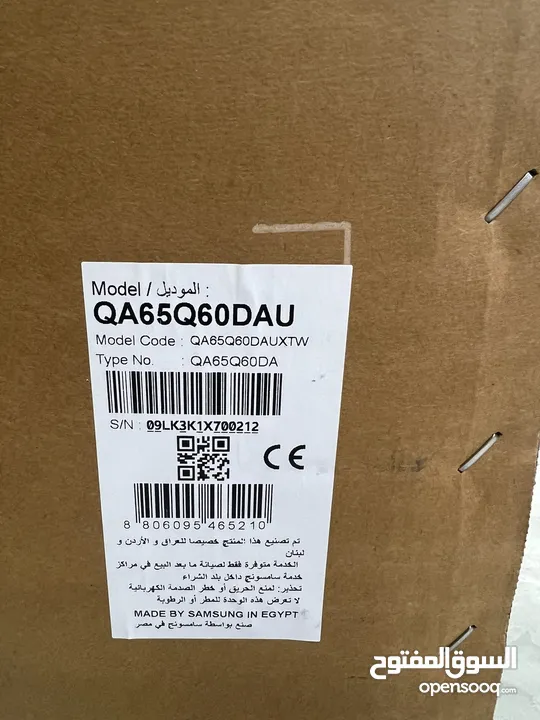 Model / الموديل :
QA65Q60DAU
Model Code : QA65Q60DAUXTW
Type No. : QA65Q60DA
S/N : 09LK3K1X700212
CE
8 806095 465210
تم تصنيع هذا المنتج خصيصا للعراق و الأردن و
لبنان
الخدمة متوفرة فقط لصيانة ما بعد البيع في مراكز
خدمة سامسونج داخل بلد الشراء
تحذير: لمنع الحريق أو خطر الصدمة الكهربائية
لا تعرض هذه الوحدة للمطر أو الرطوبة
MADE BY SAMSUNG IN EGYPT
صنع بواسطة سامسونج في مصر
السوق المفتوح
opensooq.com